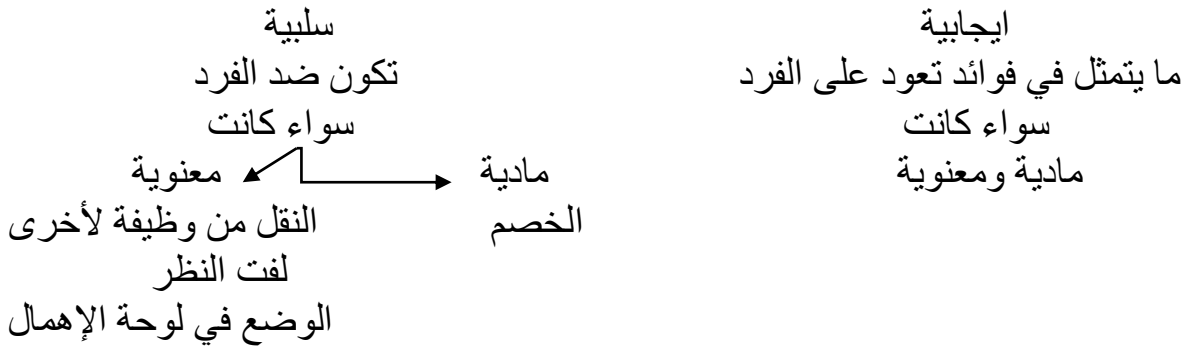 ايجابية
ما يتمثل في فوائد تعود على الفرد
سواء كانت
مادية ومعنوية
سلبية
تكون ضد الفرد
سواء كانت
مادية
الخصم
معنوية
النقل من وظيفة لأخرى
لفت النظر
الوضع في لوحة الإهمال